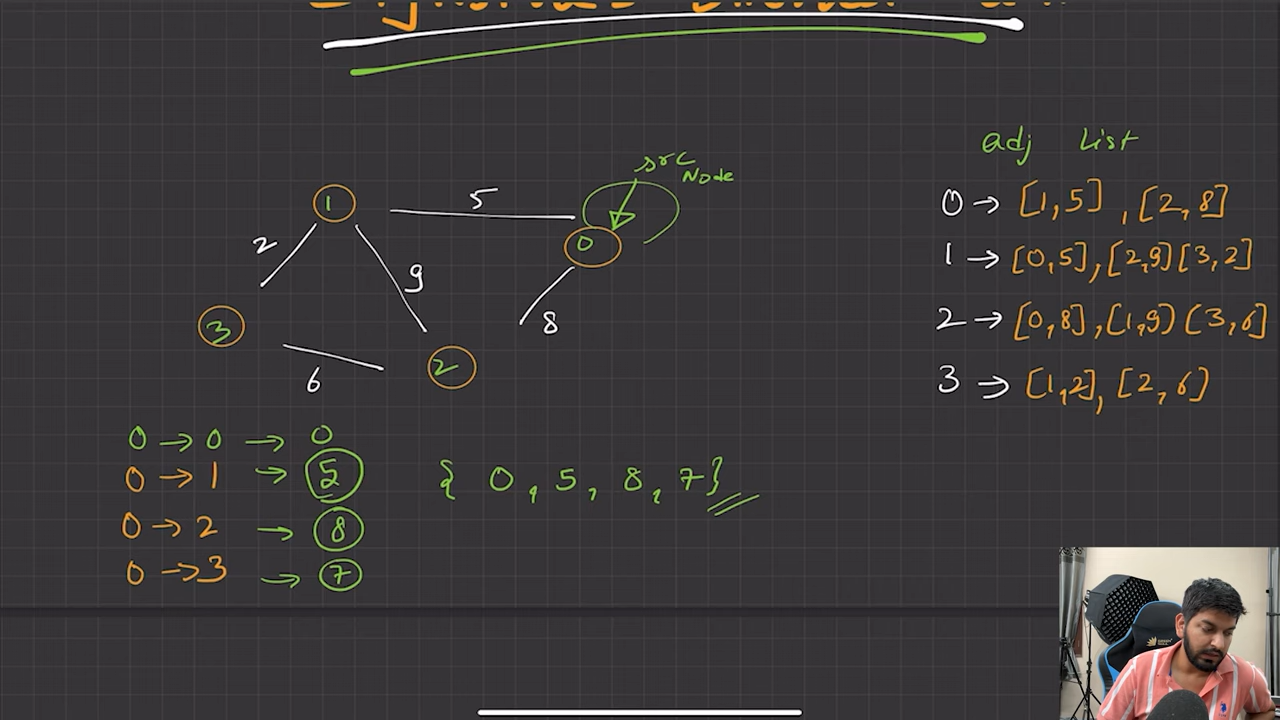 src
Node
adj List
1
5
0
2
9
8
3
2
6
0 → [1,5] , [2,8]
1 → [0,5], [2,9] [3,2]
2 → [0,8], [1,9) [3,6]
3 → [1,2], [2,6)
0 → 0 → 0
0 → 1 → 5
0 → 2 → 8
0 → 3 → 7
{ 0, 5, 8, 7}